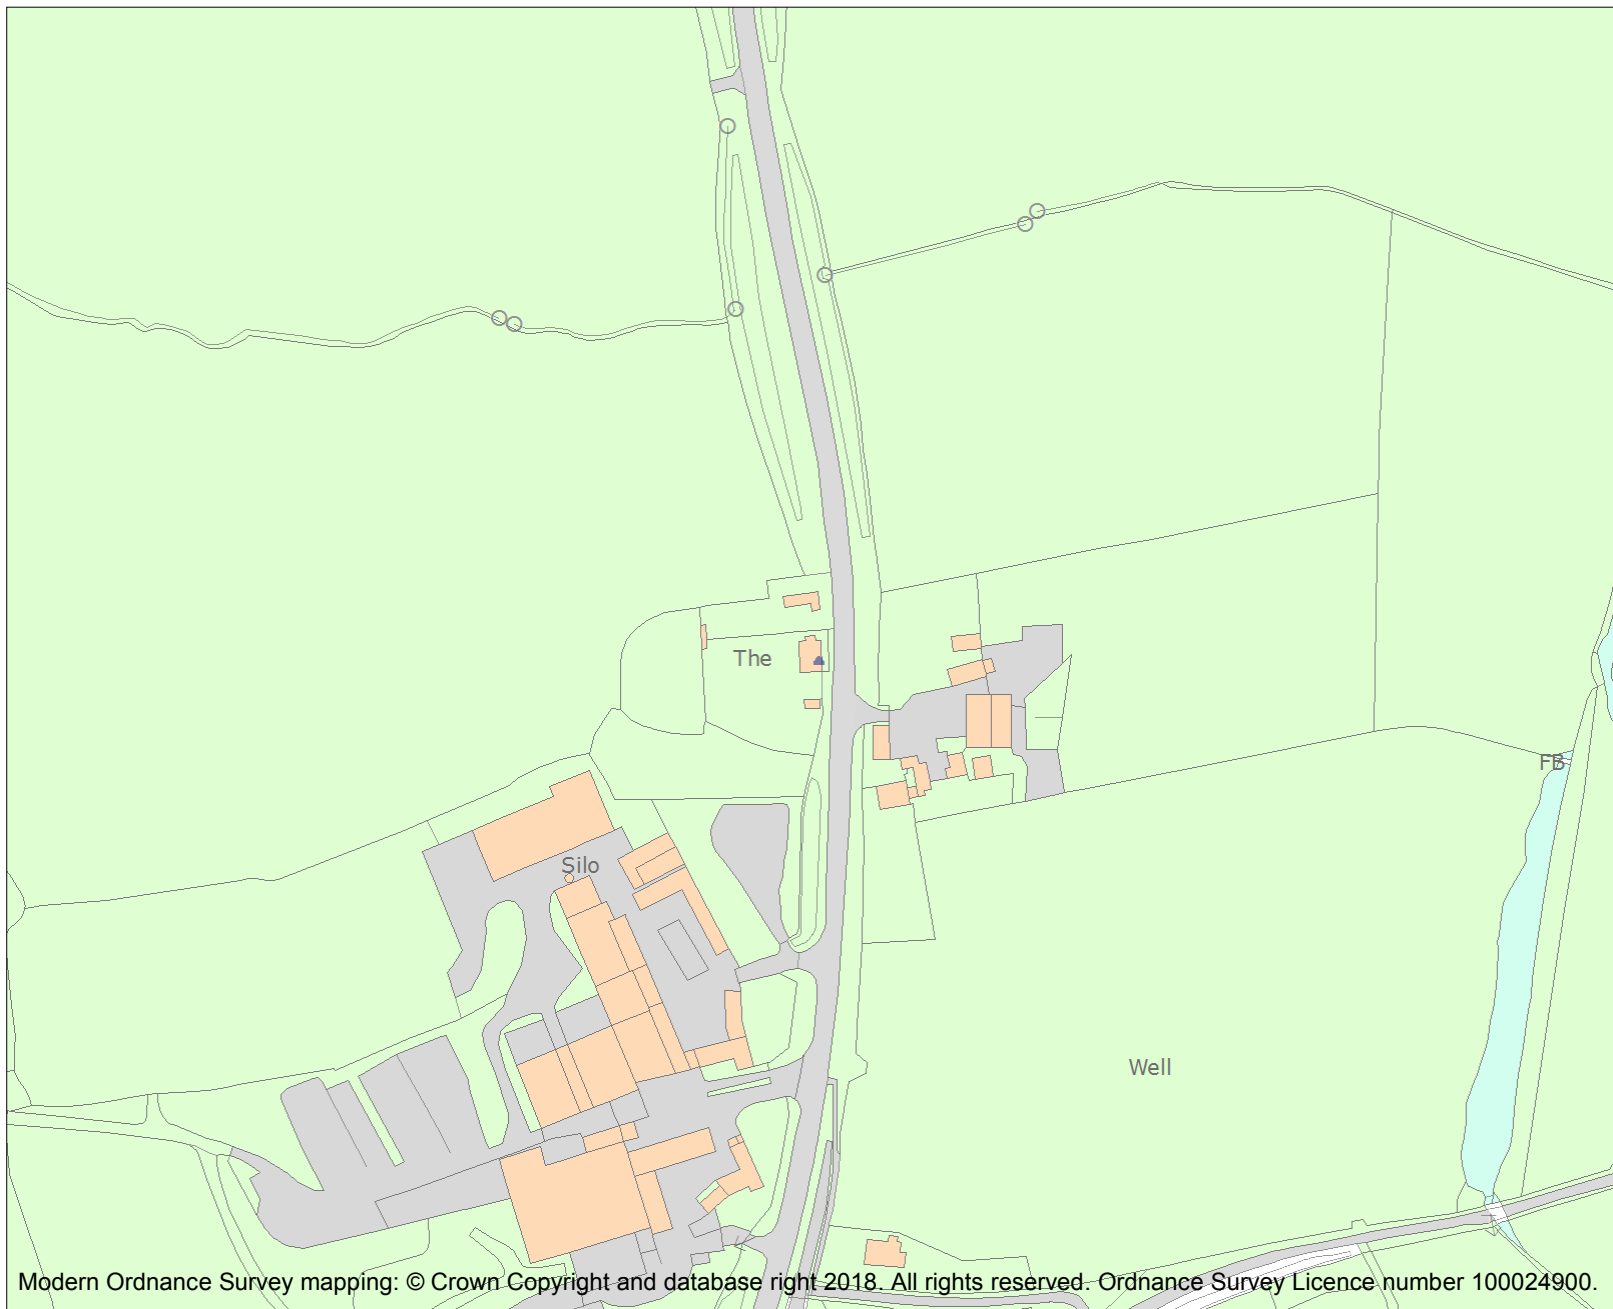 The
FB
Silo
Well
Modern Ordnance Survey mapping: © Crown Copyright and database right 2018. All rights reserved. Ordnance Survey Licence number 100024900.